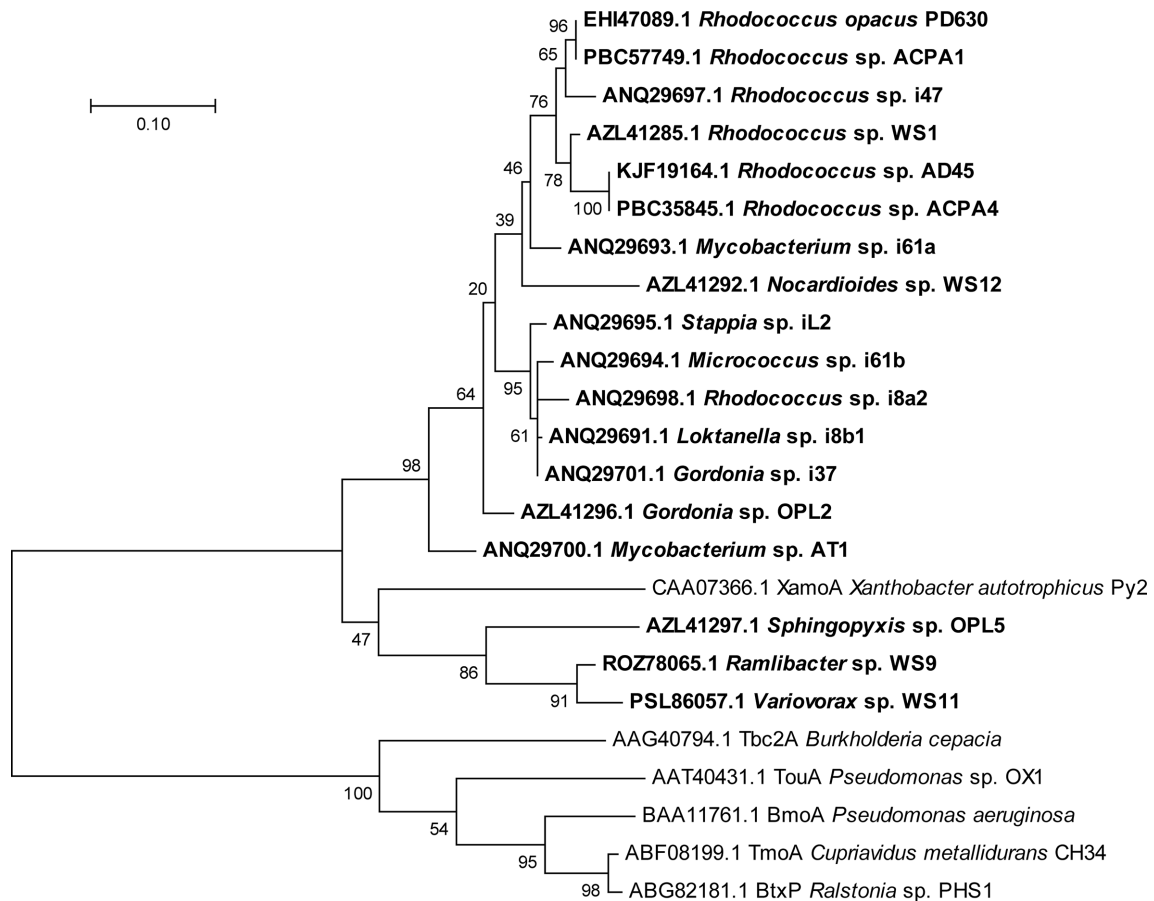 96
EHI47089.1 Rhodococcus opacus PD630
65
PBC57749.1 Rhodococcus sp. ACPA1
ANQ29697.1 Rhodococcus sp. i47
76
0.10
AZL41285.1 Rhodococcus sp. WS1
46
KJF19164.1 Rhodococcus sp. AD45
78
100
PBC35845.1 Rhodococcus sp. ACPA4
39
ANQ29693.1 Mycobacterium sp. i61a
AZL41292.1 Nocardioides sp. WS12
20
ANQ29695.1 Stappia sp. iL2
ANQ29694.1 Micrococcus sp. i61b
95
64
ANQ29698.1 Rhodococcus sp. i8a2
61
ANQ29691.1 Loktanella sp. i8b1
98
ANQ29701.1 Gordonia sp. i37
AZL41296.1 Gordonia sp. OPL2
ANQ29700.1 Mycobacterium sp. AT1
CAA07366.1 XamoA Xanthobacter autotrophicus Py2
47
AZL41297.1 Sphingopyxis sp. OPL5
86
ROZ78065.1 Ramlibacter sp. WS9
91
PSL86057.1 Variovorax sp. WS11
AAG40794.1 Tbc2A Burkholderia cepacia
100
AAT40431.1 TouA Pseudomonas sp. OX1
54
BAA11761.1 BmoA Pseudomonas aeruginosa
95
ABF08199.1 TmoA Cupriavidus metallidurans CH34
98
ABG82181.1 BtxP Ralstonia sp. PHS1